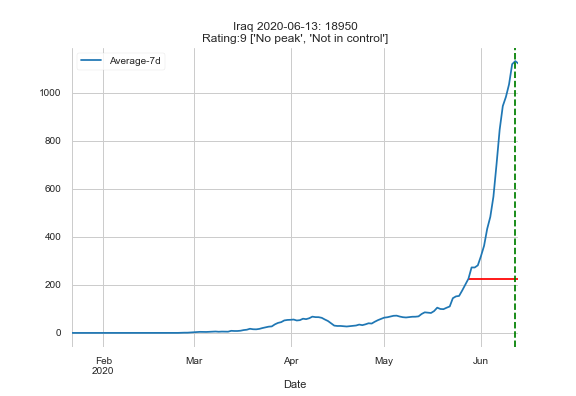 Iraq 2020-06-13: 18950
Rating:9 ['No peak', 'Not in control']
Average-7d
1000
800
600
400
200
0
Feb Mar Apr May Jun
2020
Date